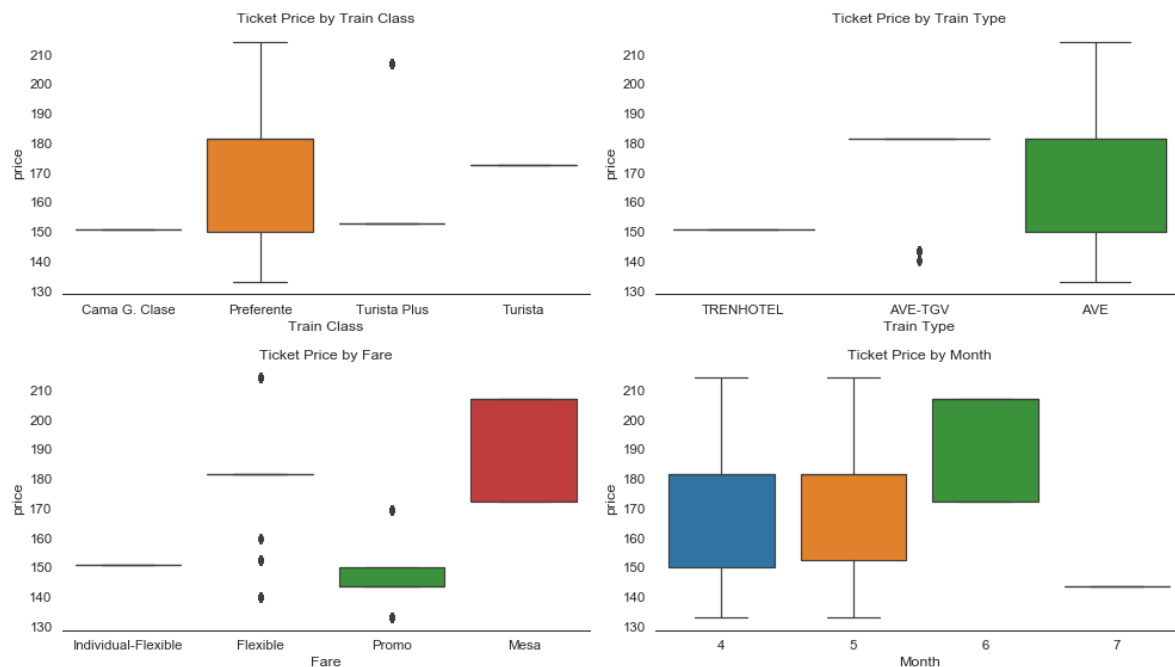 Ticket Price by Train Class
price
210
200
190
180
170
160
150
140
130
Cama G. Clase
Preferente
Turista Plus
Turista
Train Class
Ticket Price by Train Type
price
210
200
190
180
170
160
150
140
130
TRENHOTEL
AVE-TGV
AVE
Train Type
Ticket Price by Fare
price
210
200
190
180
170
160
150
140
130
Individual-Flexible
Flexible
Promo
Mesa
Fare
Ticket Price by Month
price
210
200
190
180
170
160
150
140
130
4
5
6
7
Month